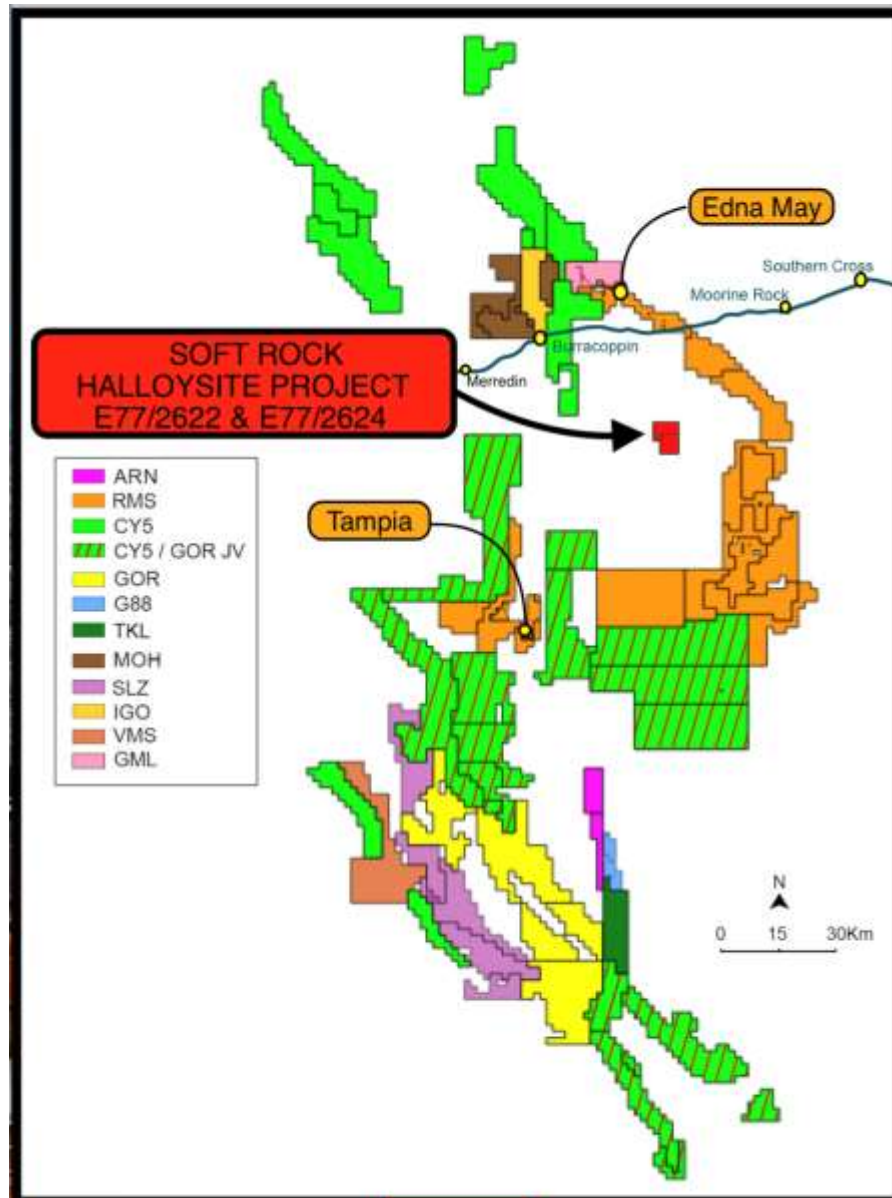 Edna May
Southern Cross
Moorine Rock
Burracoppin
SOFT ROCK
HALLOYSITE PROJECT
E77/2622 & E77/2624
Merredin
ARN
RMS
CY5
CY5 / GOR JV
GOR
G88
TKL
MOH
SLZ
IGO
VMS
GML
Tampia
N
0 15 30Km